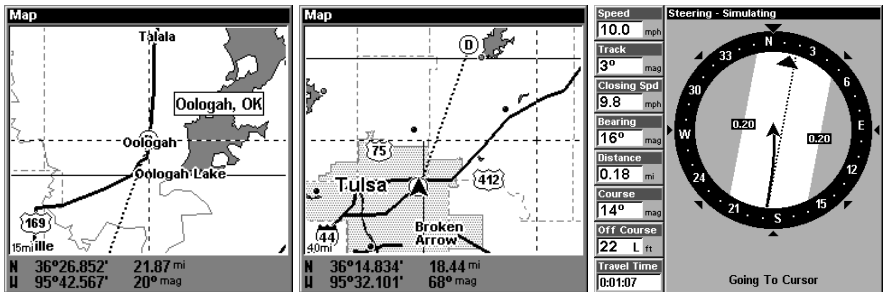 Map
Talala
Oologah, OK
Oologah
Oologah Lake
169
ille
15mi
N 36°26.852' 21.87 mi
W 95°42.567' 20° mag
Map
D
75
Tulsa
412
44
Broken
Arrow
40mi
N 36°14.834' 18.44 mi
W 95°32.101' 68° mag
Speed
10.0 mph
Track
3° mag
Closing Spd
9.8 mph
Bearing
16° mag
Distance
0.18 mi
Course
14° mag
Off Course
22 L ft
Travel Time
0:01:07
Steering - Simulating
N
33
3
30
6
0.20
W
E
0.20
24
12
21
15
S
Going To Cursor